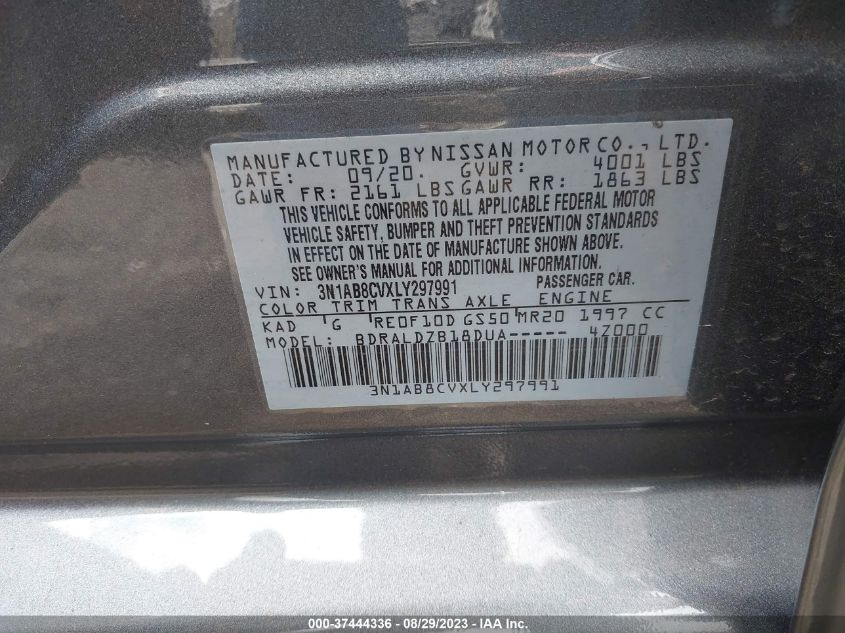 MANUFACTURED BY NISSAN MOTOR CO., LTD.
DATE: 09/20. GVWR: 4001 LBS
GAWR FR: 2161 LBS GAWR RR: 1863 LBS
THIS VEHICLE CONFORMS TO ALL APPLICABLE FEDERAL MOTOR
VEHICLE SAFETY, BUMPER AND THEFT PREVENTION STANDARDS
IN EFFECT ON THE DATE OF MANUFACTURE SHOWN ABOVE.
SEE OWNER'S MANUAL FOR ADDITIONAL INFORMATION.
VIN: 3N1AB8CVXLY297991 PASSENGER CAR.
COLOR TRIM TRANS AXLE ENGINE
KAD G RE0F10D GS50 MR20 1997 CC
MODEL: BDRALDZB18DUA----- 4Z000
3N1AB8CVXLY297991
000-37444336 - 08/29/2023 - IAA Inc.